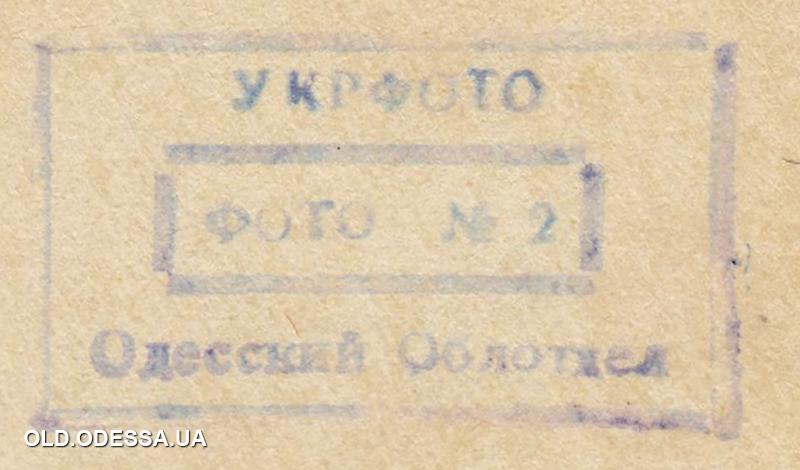 УКРФОТО
ФОТО № 2
Одесский Облотдел
OLD.ODESSA.UA